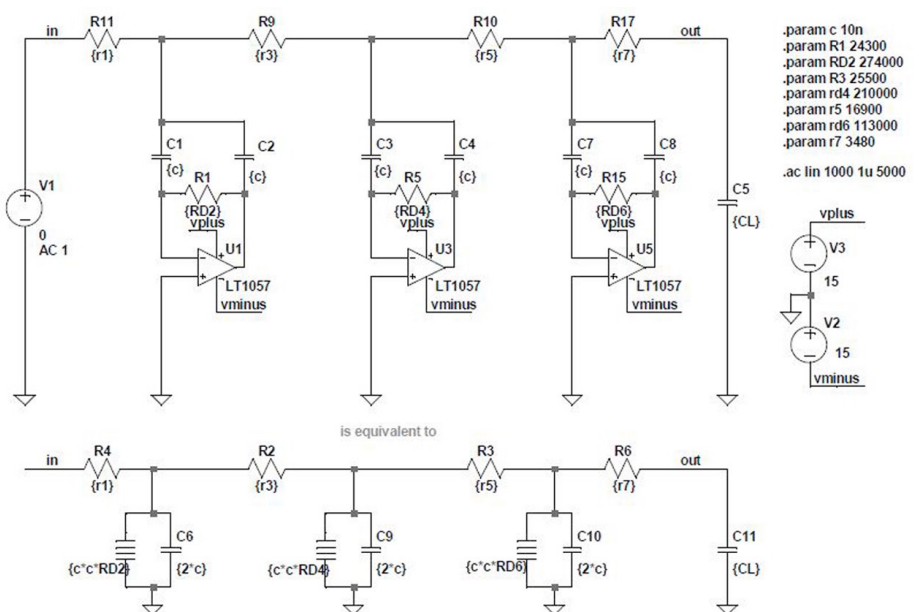 in R11 R9 R10 R17 out
{r1} {r3} {r5} {r7}
.param c 10n
.param R1 24300
.param RD2 274000
.param R3 25500
.param rd4 210000
.param r5 16900
.param rd6 113000
.param r7 3480
.ac lin 1000 1u 5000
C1 C2 C3 C4 C7 C8
{c} {c} {c} {c} {c} {c}
R1 R5 R15
{RD2} {RD4} {RD6}
vplus vplus vplus
V1
0
AC 1
U1 U3 U5
LT1057 LT1057 LT1057
vminus vminus vminus
C5
{CL}
vplus
V3
15
V2
15
vminus
is equivalent to
in R4 R2 R3 R6 out
{r1} {r3} {r5} {r7}
C6 C9 C10 C11
{c*c*RD2} {2*c} {c*c*RD4} {2*c} {c*c*RD6} {2*c} {CL}